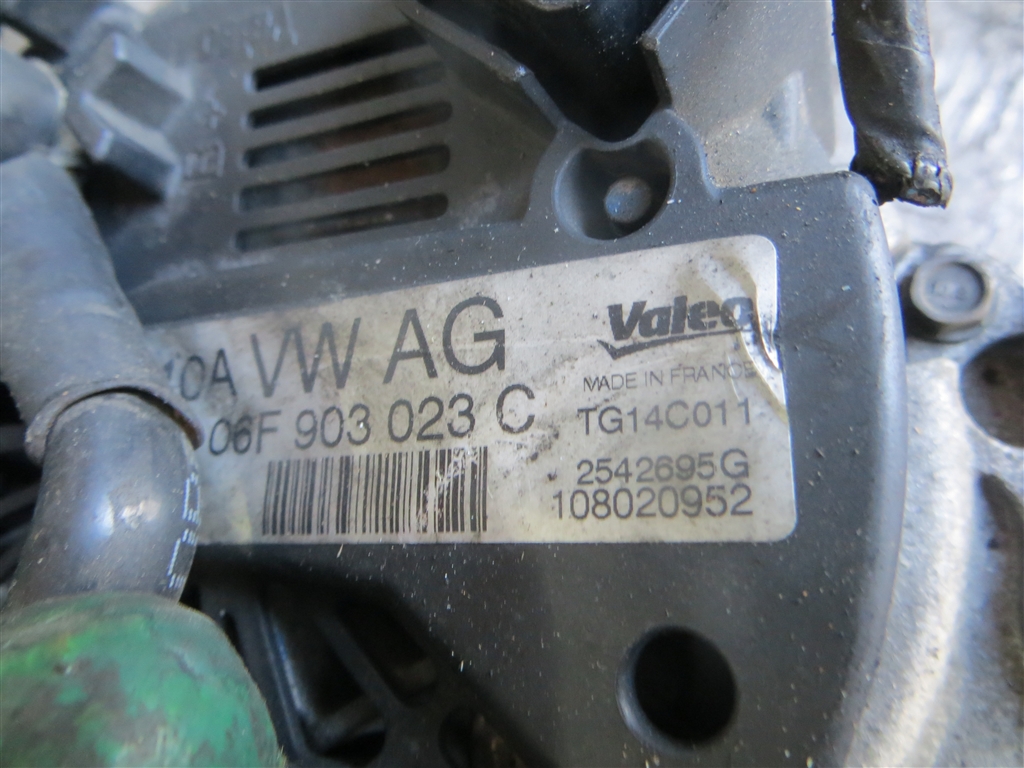 VW AG
06F 903 023 C
Valeo
MADE IN FRANCE
TG14C011
2542695G
108020952